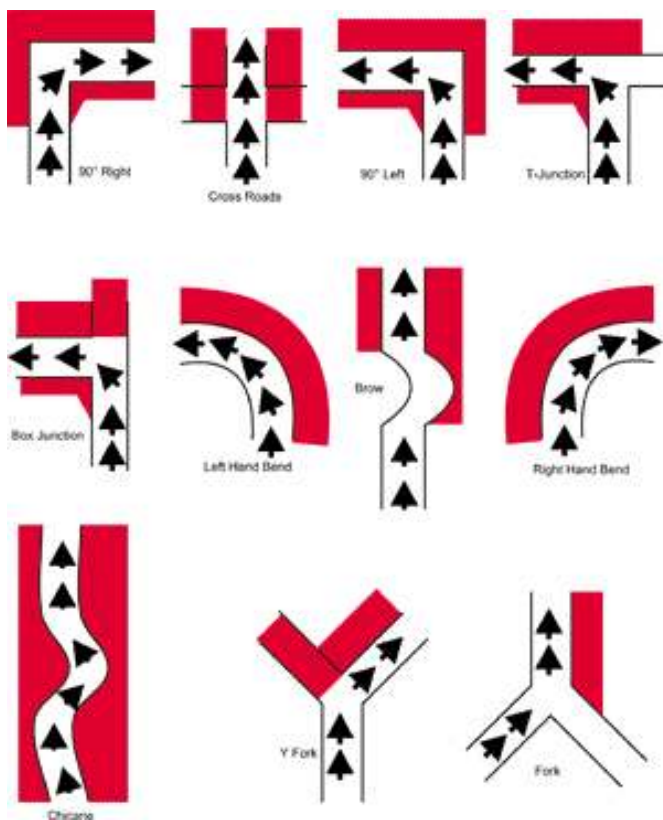 90° Right
Cross Roads
90° Left
T-Junction
Box Junction
Left Hand Bend
Brow
Right Hand Bend
Chicane
Y Fork
Fork